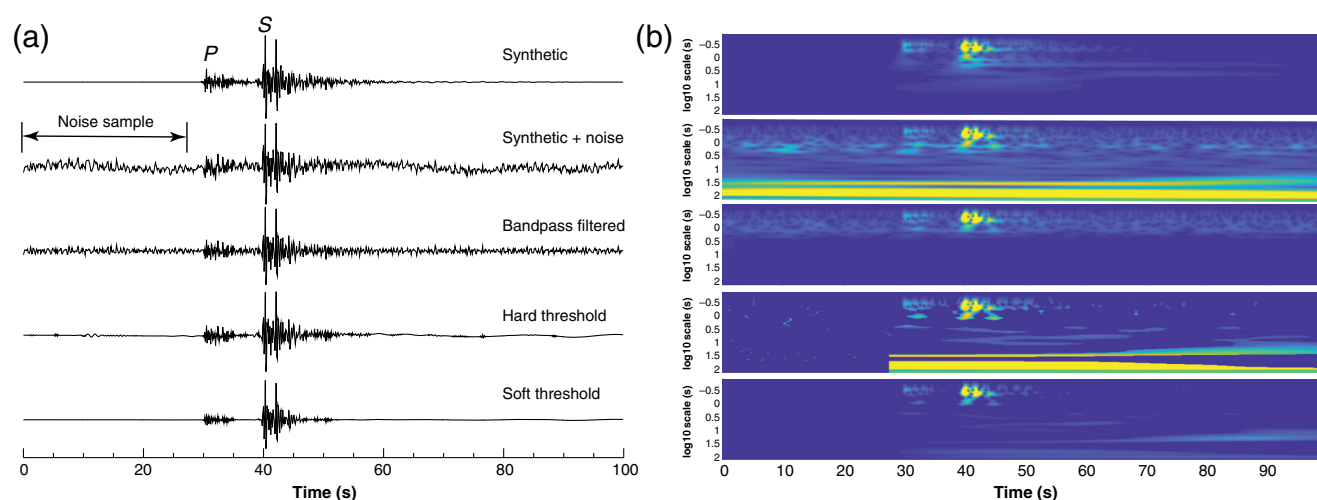 (a)
P
S
Synthetic
Noise sample
Synthetic + noise
Bandpass filtered
Hard threshold
Soft threshold
0 20 40 60 80 100
Time (s)
(b)
log10 scale (s)
−0.5
0
0.5
1
1.5
2
log10 scale (s)
−0.5
0
0.5
1
1.5
2
log10 scale (s)
−0.5
0
0.5
1
1.5
2
log10 scale (s)
−0.5
0
0.5
1
1.5
2
log10 scale (s)
−0.5
0
0.5
1
1.5
2
0 10 20 30 40 50 60 70 80 90
Time (s)